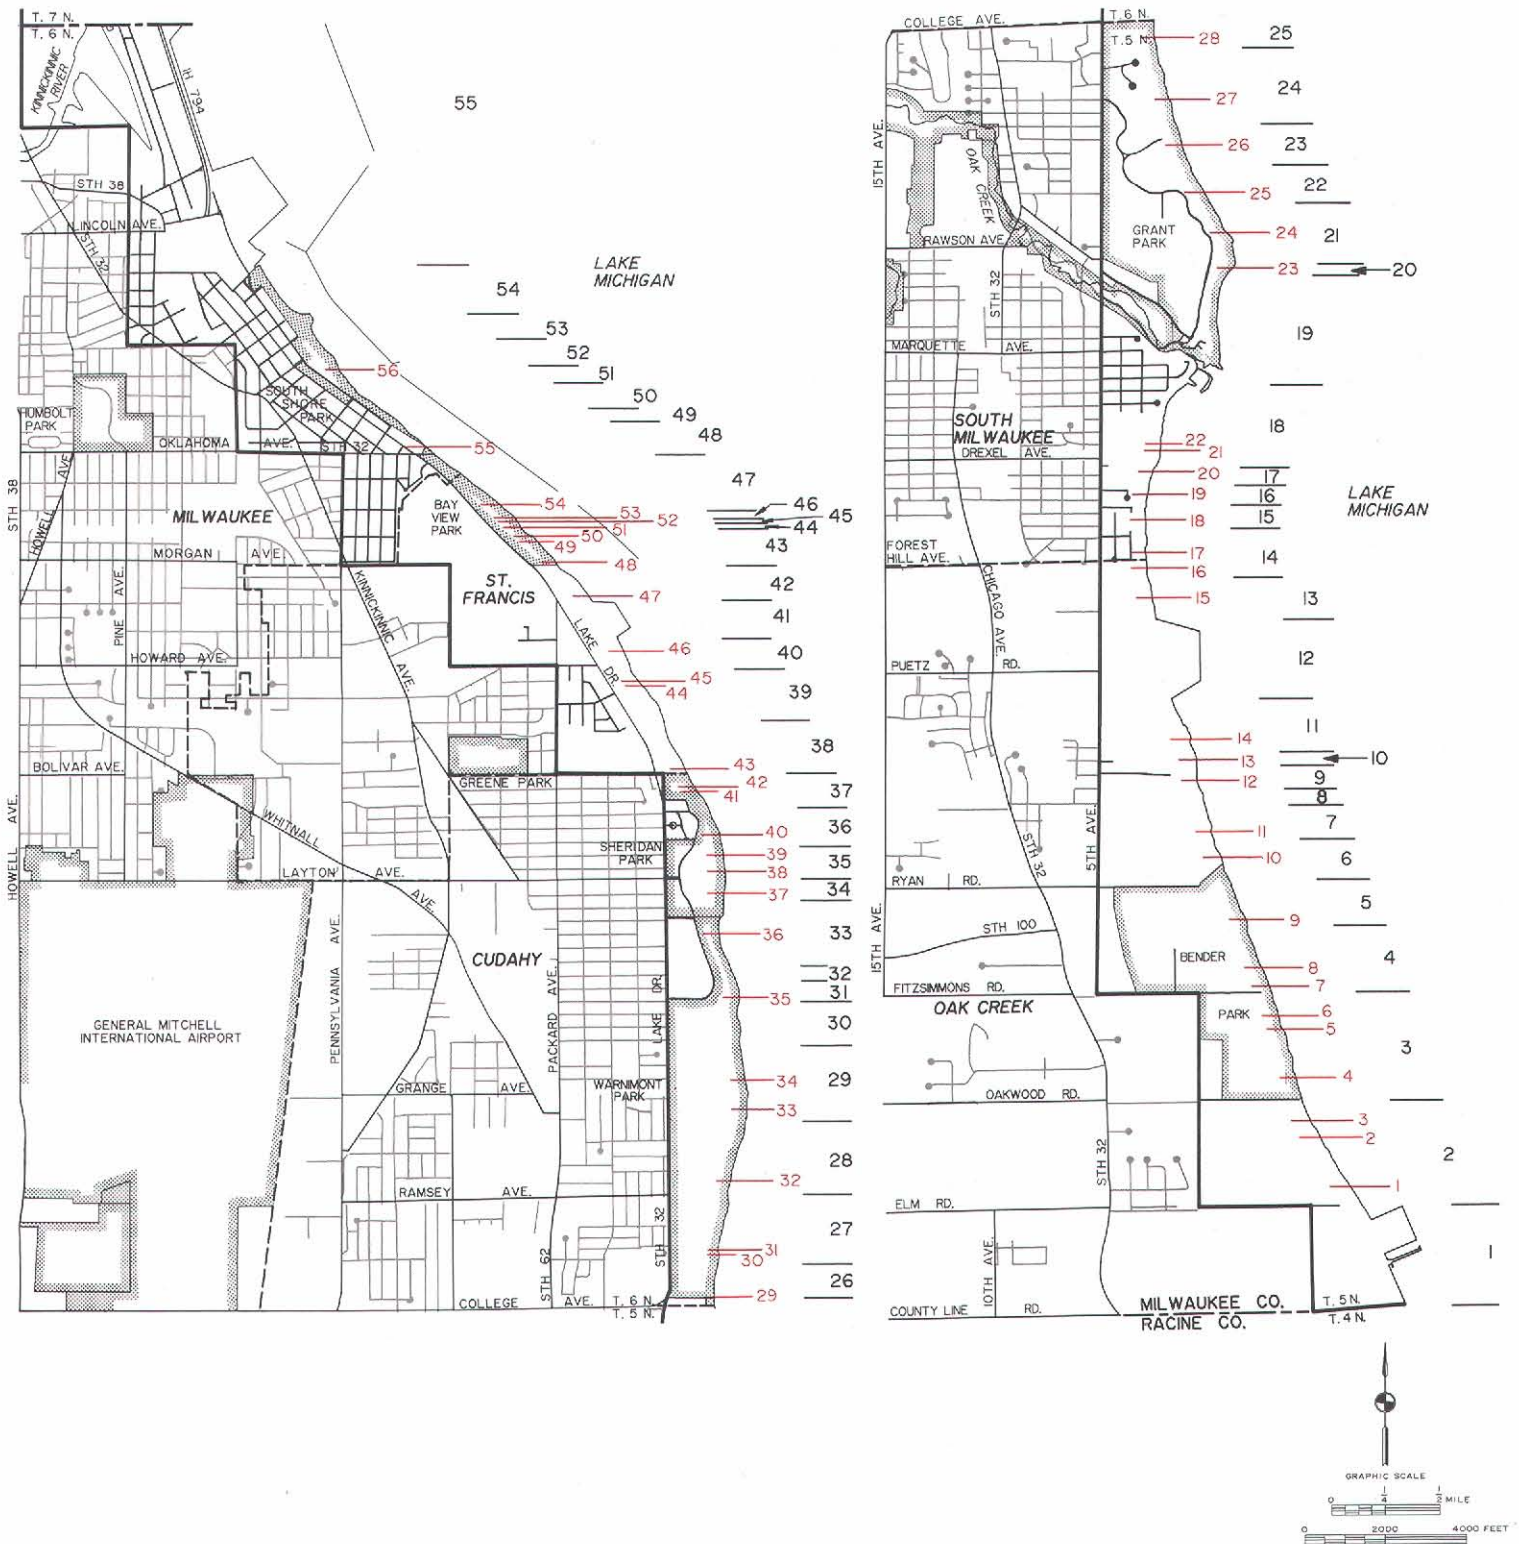 T. 7 N.
T. 6 N.
KINNICKINNIC
RIVER
IH 794
55
STH 38
LINCOLN AVE.
STH 32
LAKE
MICHIGAN
54
53
52
51
50
49
48
47
46
45
44
43
42
41
40
39
38
37
36
35
34
33
32
31
30
29
28
27
26
56
55
54
53
52
51
50
49
48
47
46
45
44
43
42
41
40
39
38
37
36
35
34
33
32
31
30
29
HUMBOLT
PARK
SOUTH
SHORE
PARK
OKLAHOMA AVE.
STH 32
STH 38
HOWELL AVE.
MILWAUKEE
BAY
VIEW
PARK
MORGAN AVE.
PINE AVE.
KINNICKINNIC AVE.
ST.
FRANCIS
LAKE DR.
HOWARD AVE.
BOLIVAR AVE.
GREENE PARK
HOWELL AVE.
WHITNALL AVE.
SHERIDAN
PARK
LAYTON AVE.
CUDAHY
PENNSYLVANIA AVE.
PACKARD AVE.
LAKE DR.
GENERAL MITCHELL
INTERNATIONAL AIRPORT
GRANGE AVE.
WARNIMONT
PARK
RAMSEY AVE.
STH 32
STH 62
COLLEGE AVE.
T. 6 N.
T. 5 N.
COLLEGE AVE.
T. 6 N.
T. 5 N.
28
27
26
25
24
23
22
21
20
19
18
17
16
15
14
13
12
11
10
9
8
7
6
5
4
3
2
1
25
24
23
22
21
20
19
18
17
16
15
14
13
12
11
10
9
8
7
6
5
4
3
2
1
15TH AVE.
OAK CREEK
GRANT
PARK
RAWSON AVE.
STH 32
MARQUETTE AVE.
SOUTH
MILWAUKEE
DREXEL AVE.
LAKE
MICHIGAN
FOREST
HILL AVE.
CHICAGO AVE.
PUETZ RD.
5TH AVE.
STH 32
RYAN RD.
15TH AVE.
STH 100
BENDER
PARK
FITZSIMMONS RD.
OAK CREEK
OAKWOOD RD.
STH 32
ELM RD.
10TH AVE.
COUNTY LINE RD.
MILWAUKEE CO.
RACINE CO.
T. 5 N.
T. 4 N.
GRAPHIC SCALE
0 1/4 1/2 MILE
0 2000 4000 FEET